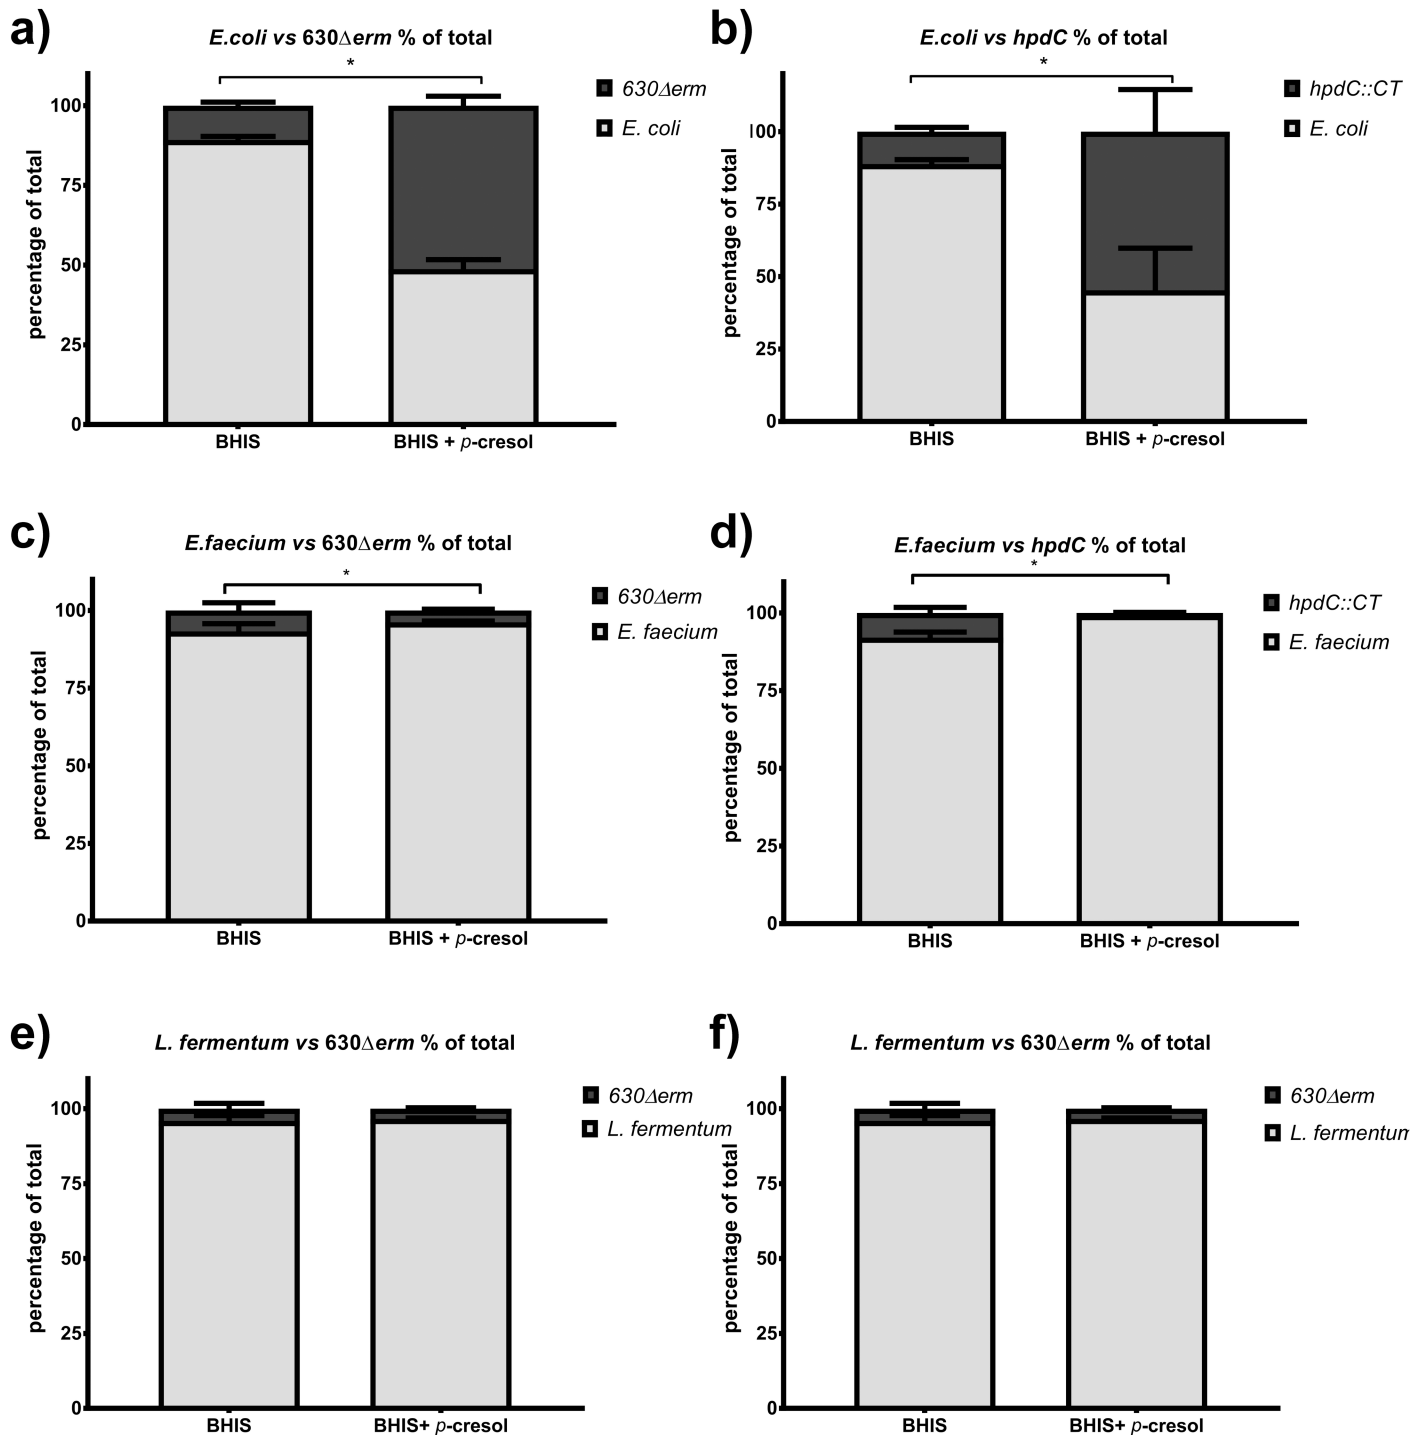 a)
E.coli vs 630∆erm % of total
*
630∆erm
E. coli
percentage of total
100
75
50
25
0
BHIS
BHIS + p-cresol
b)
E.coli vs hpdC % of total
*
hpdC::CT
E. coli
percentage of total
100
75
50
25
0
BHIS
BHIS + p-cresol
c)
E.faecium vs 630∆erm % of total
*
630∆erm
E. faecium
percentage of total
100
75
50
25
0
BHIS
BHIS + p-cresol
d)
E.faecium vs hpdC % of total
*
hpdC::CT
E. faecium
percentage of total
100
75
50
25
0
BHIS
BHIS + p-cresol
e)
L. fermentum vs 630∆erm % of total
630∆erm
L. fermentum
percentage of total
100
75
50
25
0
BHIS
BHIS+ p-cresol
f)
L. fermentum vs 630∆erm % of total
630∆erm
L. fermentum
percentage of total
100
75
50
25
0
BHIS
BHIS+ p-cresol